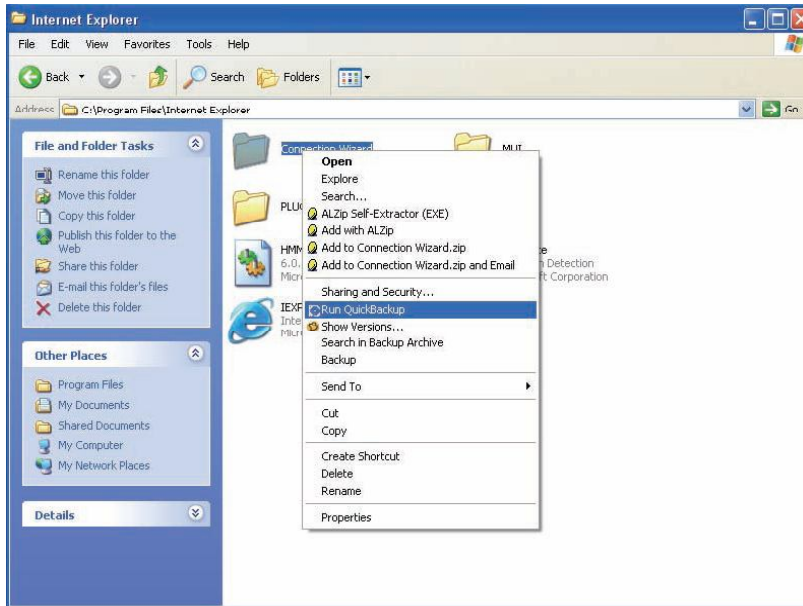 Internet Explorer
File Edit View Favorites Tools Help
Back Search Folders
Address C:\Program Files\Internet Explorer Go
File and Folder Tasks
Rename this folder
Move this folder
Copy this folder
Publish this folder to the
Web
Share this folder
E-mail this folder's files
Delete this folder
Other Places
Program Files
My Documents
Shared Documents
My Computer
My Network Places
Details
Connection Wizard
MUI
Open
Explore
Search...
ALZip Self-Extractor (EXE)
Add with ALZip
Add to Connection Wizard.zip
Add to Connection Wizard.zip and Email
Sharing and Security...
Run QuickBackup
Show Versions...
Search in Backup Archive
Backup
Send To
Cut
Copy
Create Shortcut
Delete
Rename
Properties
6.0.
Detection
Corporation